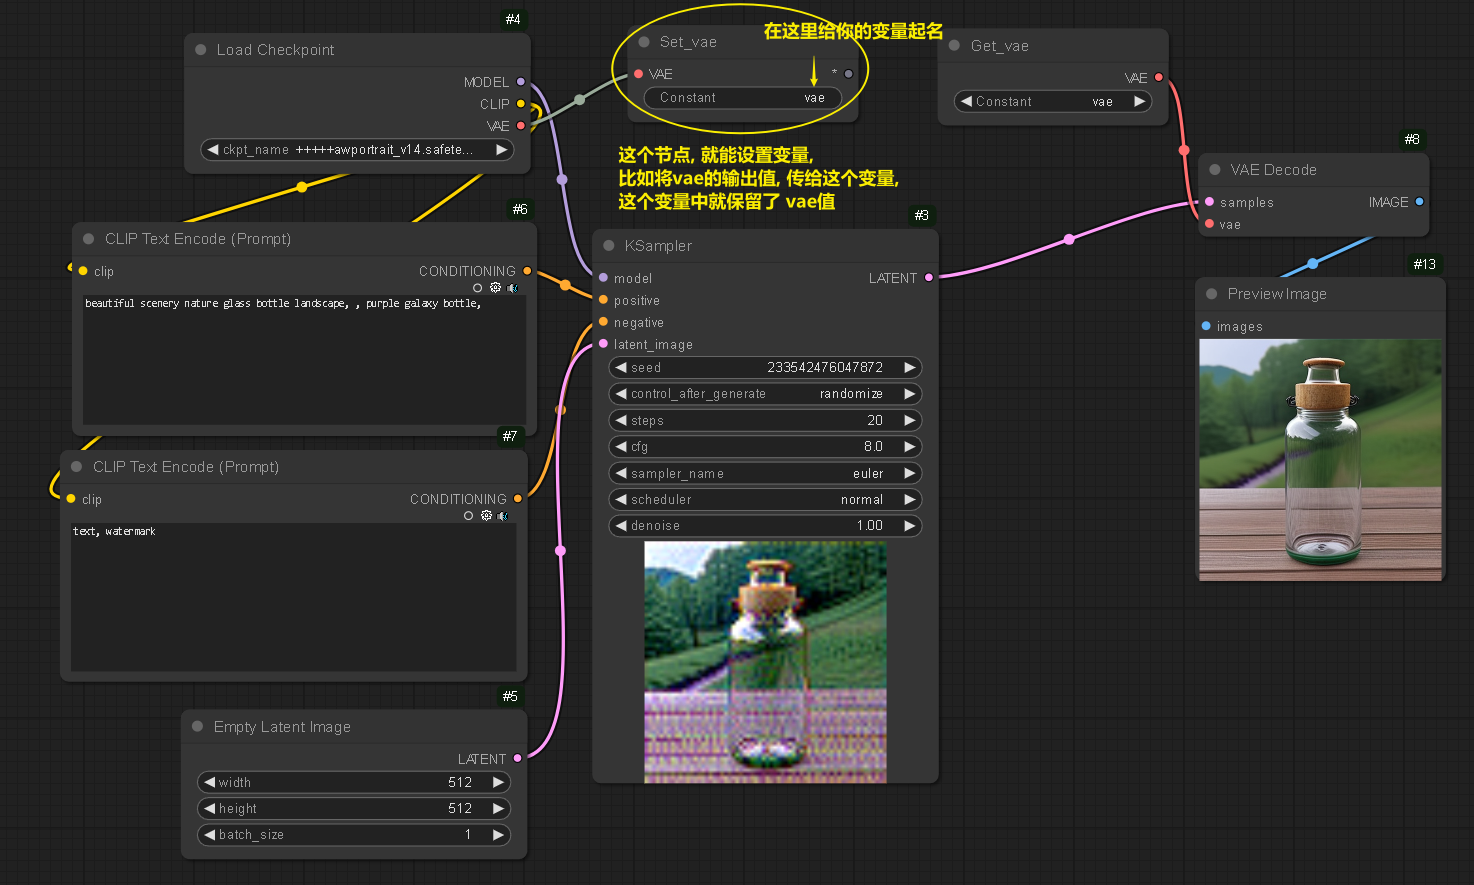 #4
Load Checkpoint
MODEL
CLIP
VAE
ckpt_name +++++awportrait_v14.safete...
Set_vae
在这里给你的变量起名
VAE *
Constant vae
Get_vae
VAE
Constant vae
这个节点, 就能设置变量,
比如将vae的输出值, 传给这个变量,
这个变量中就保留了 vae值
#8
VAE Decode
samples IMAGE
vae
#6
CLIP Text Encode (Prompt)
clip CONDITIONING
beautiful scenery nature glass bottle landscape, , purple galaxy bottle,
#3
KSampler
model LATENT
positive
negative
latent_image
seed 233542476047872
control_after_generate randomize
steps 20
cfg 8.0
sampler_name euler
scheduler normal
denoise 1.00
#13
Preview Image
images
#7
CLIP Text Encode (Prompt)
clip CONDITIONING
text, watermark
#5
Empty Latent Image
LATENT
width 512
height 512
batch_size 1